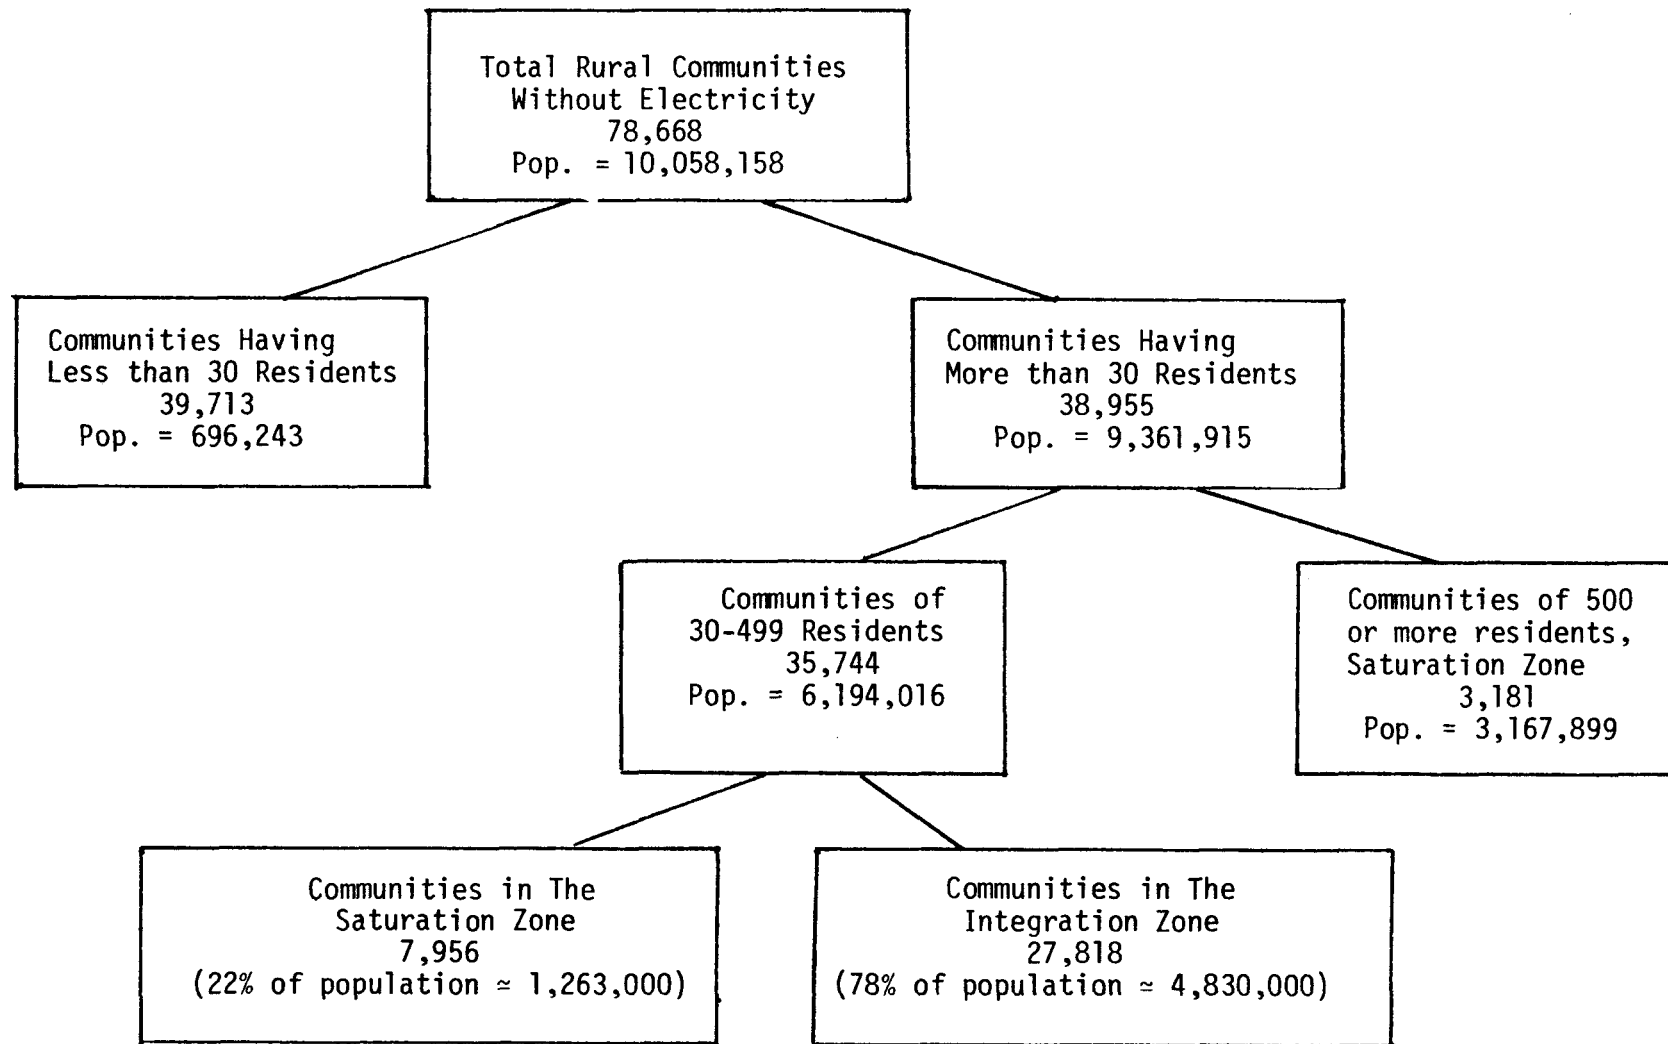 Total Rural Communities
Without Electricity
78,668
Pop. = 10,058,158
Communities Having
Less than 30 Residents
39,713
Pop. = 696,243
Communities Having
More than 30 Residents
38,955
Pop. = 9,361,915
Communities of
30-499 Residents
35,744
Pop. = 6,194,016
Communities of 500
or more residents,
Saturation Zone
3,181
Pop. = 3,167,899
Communities in The
Saturation Zone
7,956
(22% of population ≃ 1,263,000)
Communities in The
Integration Zone
27,818
(78% of population ≃ 4,830,000)